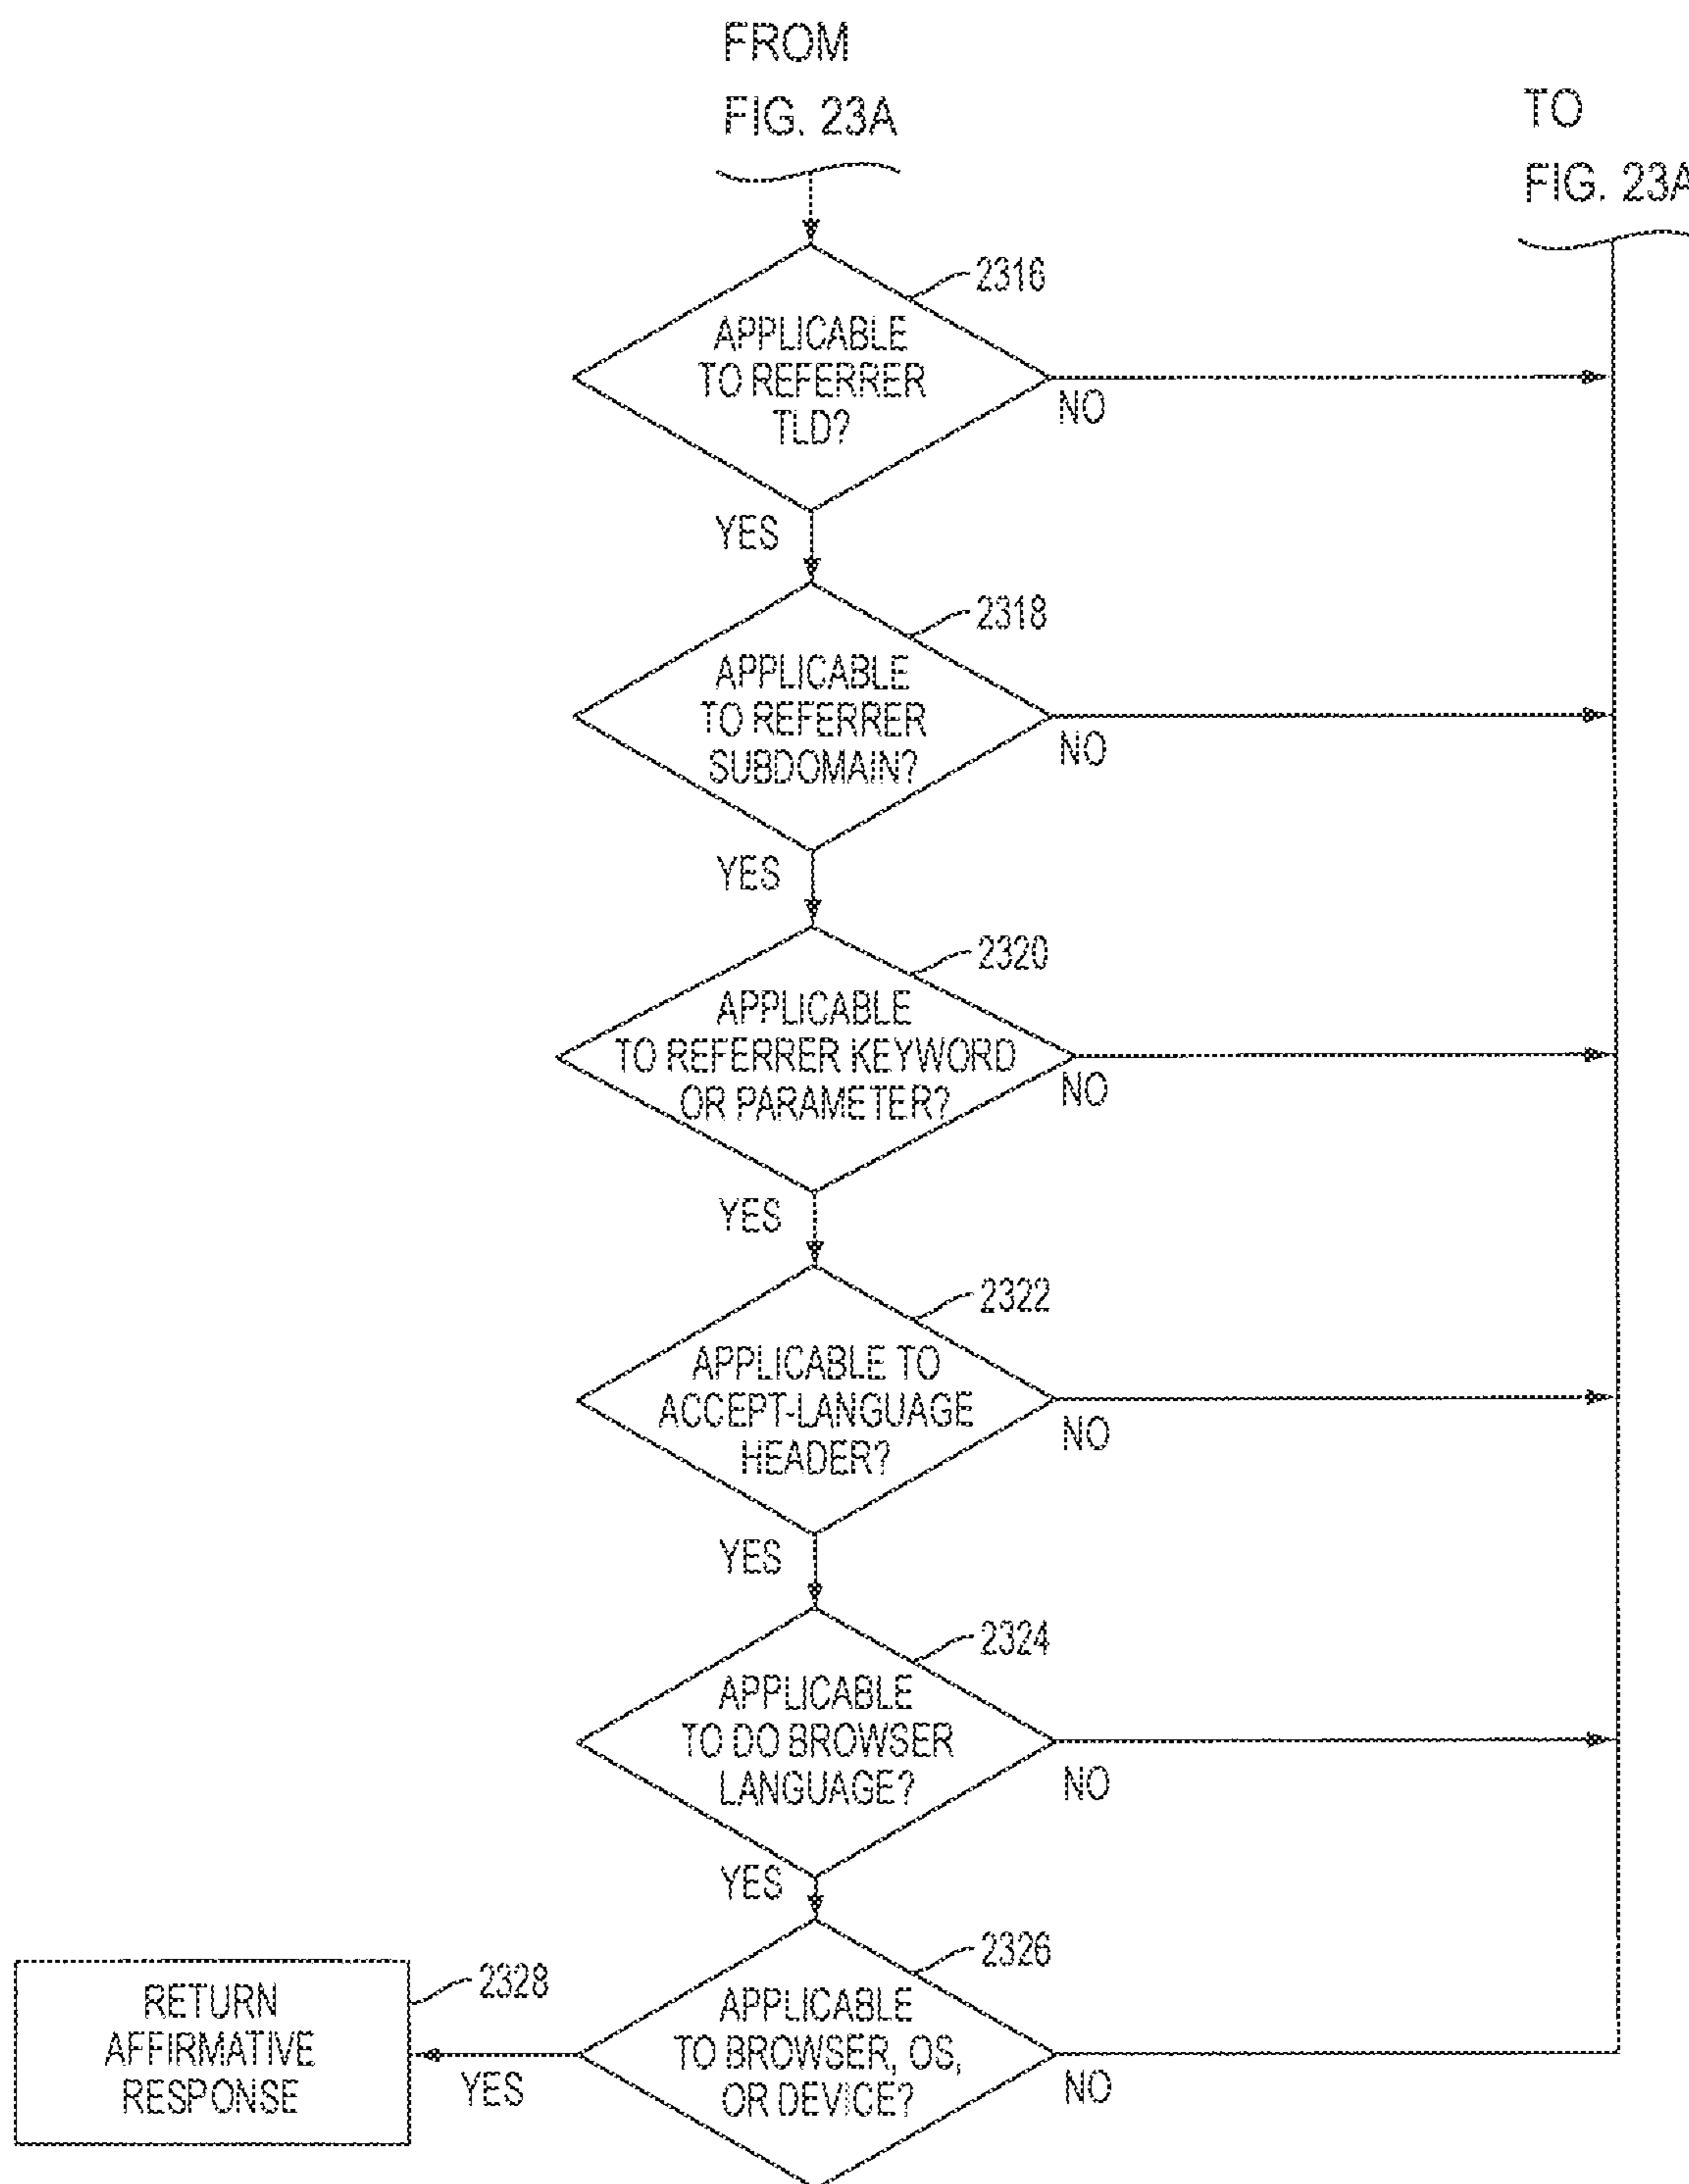 FROM
FIG. 23A
TO
FIG. 23A
2316
APPLICABLE
TO REFERRER
TLD?
NO
YES
2318
APPLICABLE
TO REFERRER
SUBDOMAIN?
NO
YES
2320
APPLICABLE
TO REFERRER KEYWORD
OR PARAMETER?
NO
YES
2322
APPLICABLE TO
ACCEPT-LANGUAGE
HEADER?
NO
YES
2324
APPLICABLE
TO DO BROWSER
LANGUAGE?
NO
YES
2326
APPLICABLE
TO BROWSER, OS,
OR DEVICE?
NO
YES
2328
RETURN
AFFIRMATIVE
RESPONSE